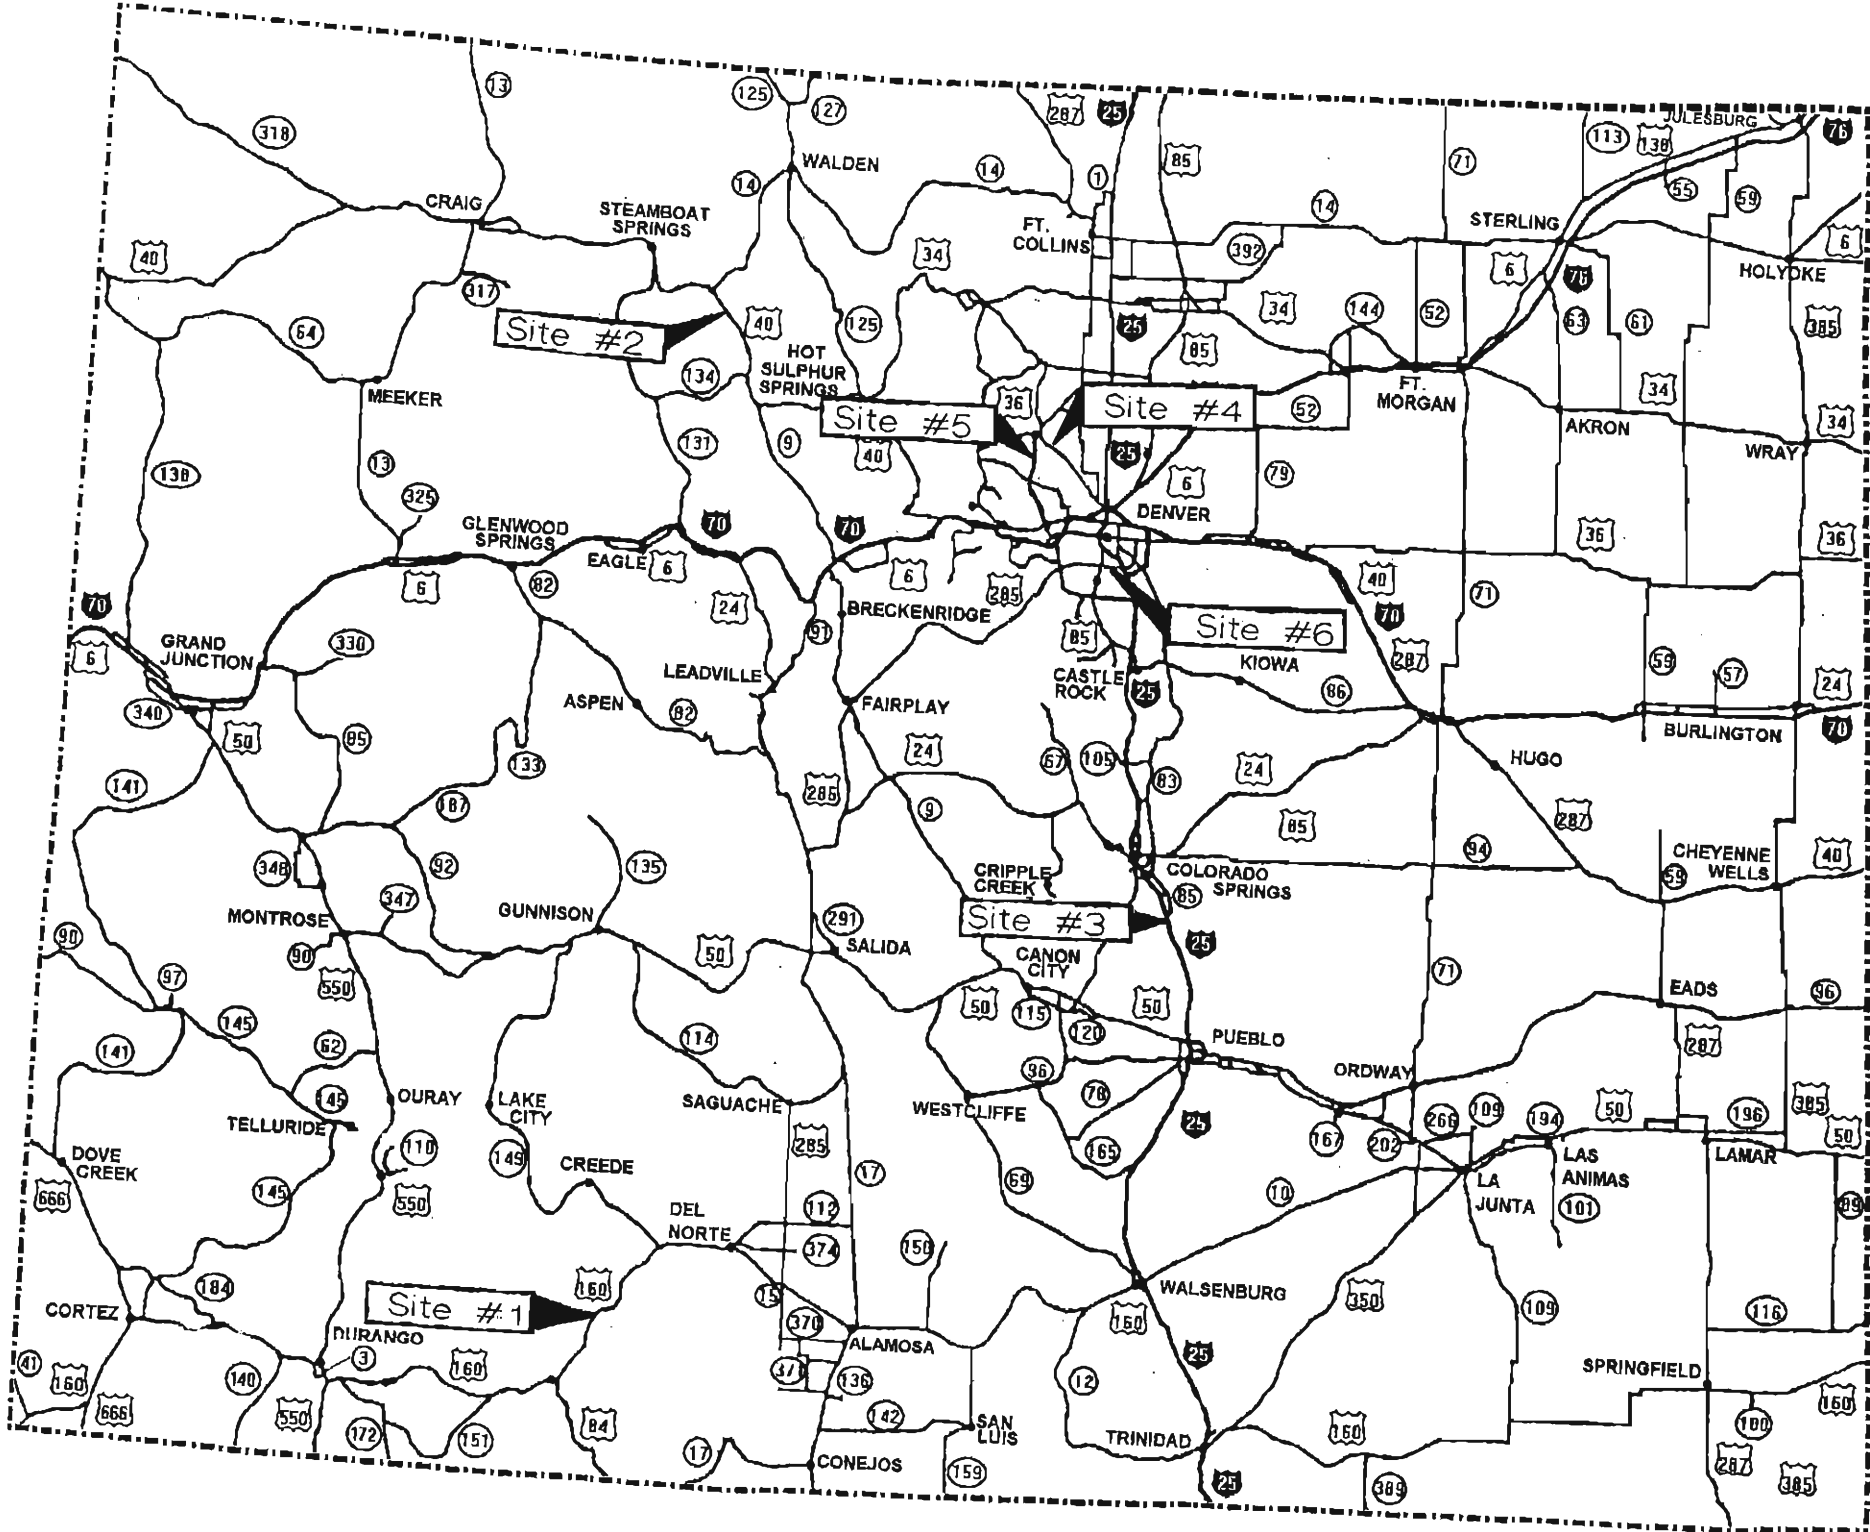 13
125
127
287
25
85
71
113
138
JULESBURG
76
318
WALDEN
14
14
1
55
59
CRAIG
STEAMBOAT
SPRINGS
14
STERLING
FT.
COLLINS
392
6
HOLYOKE
40
34
6
76
317
34
144
52
63
61
385
Site #2
40
125
25
64
HOT
SULPHUR
SPRINGS
85
134
MEEKER
36
Site #4
52
FT.
MORGAN
34
Site #5
AKRON
34
13
131
9
40
25
WRAY
325
6
79
GLENWOOD
SPRINGS
70
70
DENVER
36
36
EAGLE
6
6
82
6
285
40
70
24
BRECKENRIDGE
71
70
6
GRAND
JUNCTION
330
91
85
Site #6
KIOWA
287
59
57
LEADVILLE
CASTLE
ROCK
25
86
24
340
ASPEN
82
FAIRPLAY
BURLINGTON
70
50
133
24
67
105
83
24
HUGO
141
187
9
85
287
348
92
135
94
CHEYENNE
WELLS
40
CRIPPLE
CREEK
COLORADO
SPRINGS
59
347
85
MONTROSE
GUNNISON
291
Site #3
90
90
50
SALIDA
CANON
CITY
25
71
97
550
50
115
50
EADS
96
145
62
114
120
PUEBLO
287
141
96
ORDWAY
145
OURAY
LAKE
CITY
SAGUACHE
WESTCLIFFE
78
25
266
109
194
50
196
385
TELLURIDE
285
167
202
50
DOVE
CREEK
110
149
CREEDE
17
165
LAS
ANIMAS
LAMAR
666
145
550
69
10
LA
JUNTA
101
89
DEL
NORTE
112
374
150
184
160
WALSENBURG
CORTEZ
Site #1
15
350
109
116
DURANGO
370
160
ALAMOSA
3
41
160
140
160
371
136
12
25
SPRINGFIELD
666
550
172
151
84
142
SAN
LUIS
160
100
160
TRINIDAD
17
CONEJOS
159
25
389
287
385